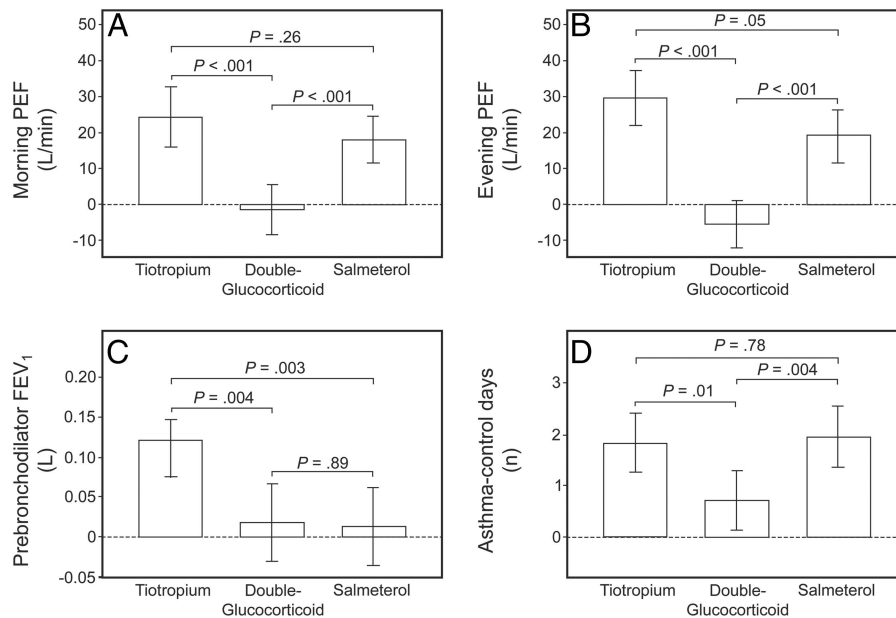 A
Morning PEF
(L/min)
50
40
30
20
10
0
-10
P = .26
P < .001
P < .001
Tiotropium
Double-
Glucocorticoid
Salmeterol
B
Evening PEF
(L/min)
50
40
30
20
10
0
-10
P = .05
P < .001
P < .001
Tiotropium
Double-
Glucocorticoid
Salmeterol
C
Prebronchodilator FEV₁
(L)
0.20
0.15
0.10
0.05
0
-0.05
P = .003
P = .004
P = .89
Tiotropium
Double-
Glucocorticoid
Salmeterol
D
Asthma-control days
(n)
3
2
1
0
P = .78
P = .004
P = .01
Tiotropium
Double-
Glucocorticoid
Salmeterol